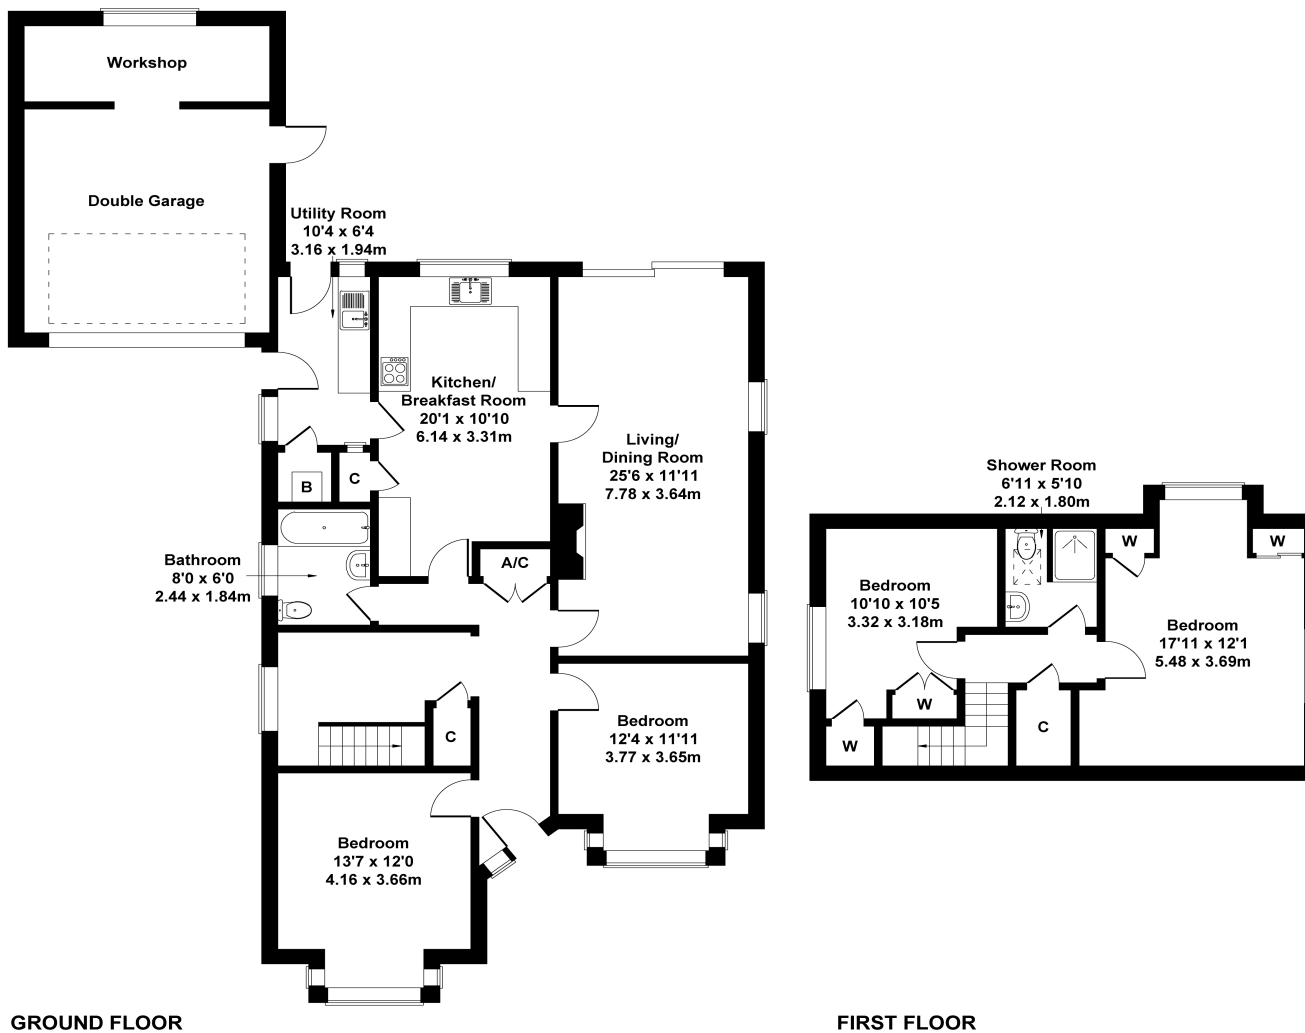 Workshop
Double Garage
Utility Room
10'4 x 6'4
3.16 x 1.94m
Kitchen/
Breakfast Room
20'1 x 10'10
6.14 x 3.31m
Living/
Dining Room
25'6 x 11'11
7.78 x 3.64m
B
C
Bathroom
8'0 x 6'0
2.44 x 1.84m
A/C
C
Bedroom
12'4 x 11'11
3.77 x 3.65m
Bedroom
13'7 x 12'0
4.16 x 3.66m
GROUND FLOOR
Shower Room
6'11 x 5'10
2.12 x 1.80m
W
W
Bedroom
10'10 x 10'5
3.32 x 3.18m
Bedroom
17'11 x 12'1
5.48 x 3.69m
W
W
C
FIRST FLOOR